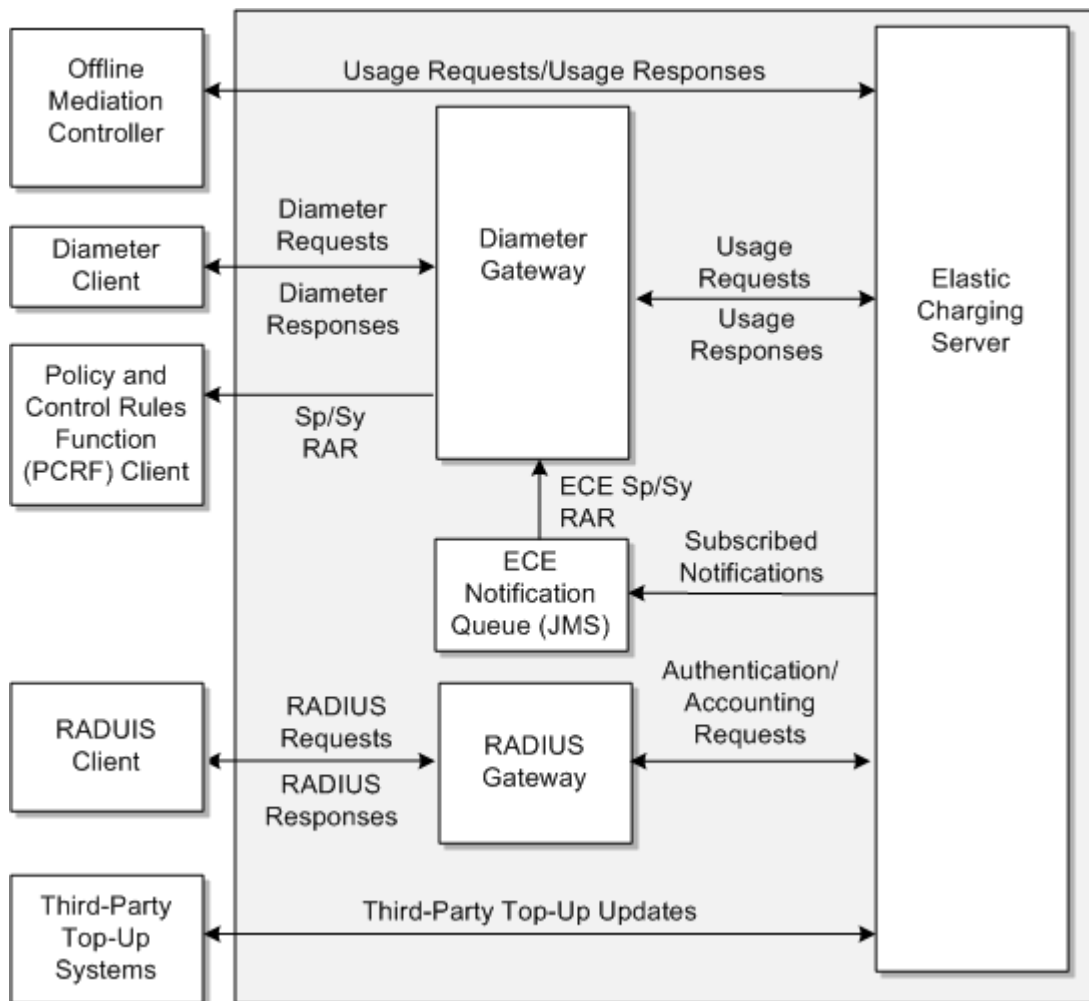 Offline
Mediation
Controller
Usage Requests/Usage Responses
Diameter
Client
Diameter
Requests
Diameter
Responses
Diameter
Gateway
Usage
Requests
Usage
Responses
Elastic
Charging
Server
Policy and
Control Rules
Function
(PCRF) Client
Sp/Sy
RAR
ECE Sp/Sy
RAR
ECE
Notification
Queue (JMS)
Subscribed
Notifications
RADUIS
Client
RADIUS
Requests
RADIUS
Responses
RADIUS
Gateway
Authentication/
Accounting
Requests
Third-Party
Top-Up
Systems
Third-Party Top-Up Updates